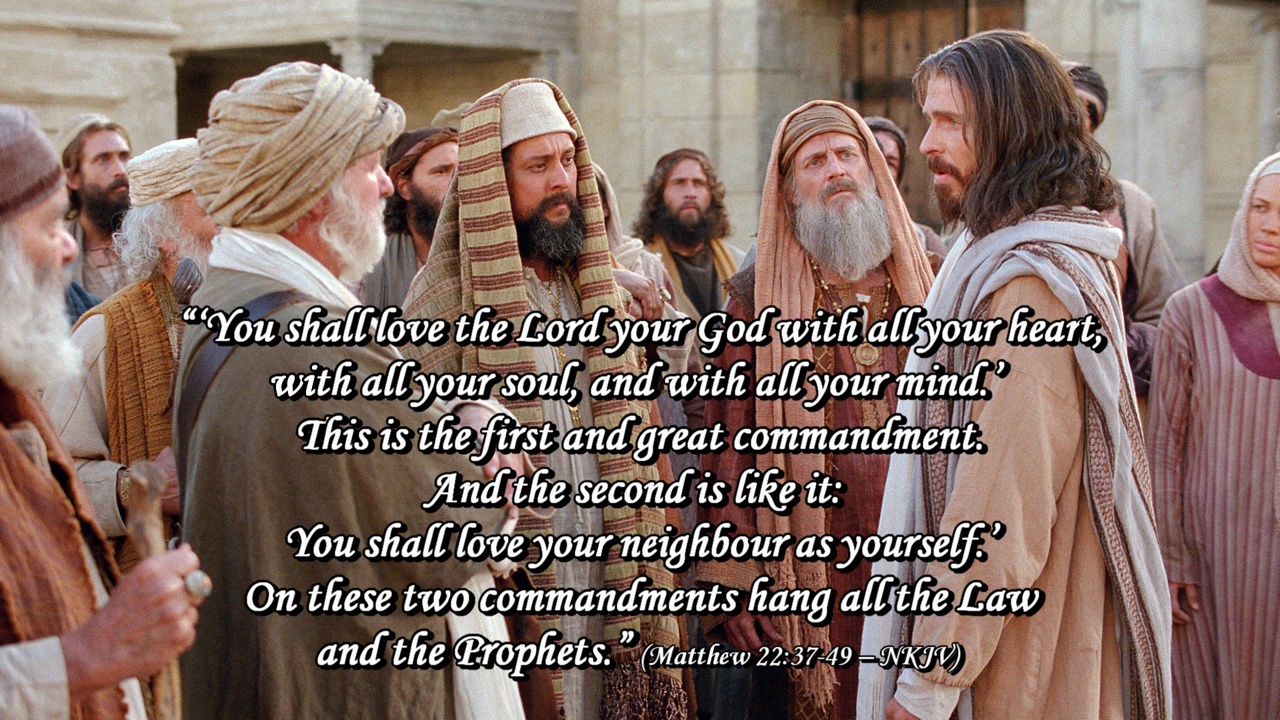 “‘You shall love the Lord your God with all your heart,
with all your soul, and with all your mind.’
This is the first and great commandment.
And the second is like it:
You shall love your neighbour as yourself.’
On these two commandments hang all the Law
and the Prophets.” (Matthew 22:37-49 – NKJV)